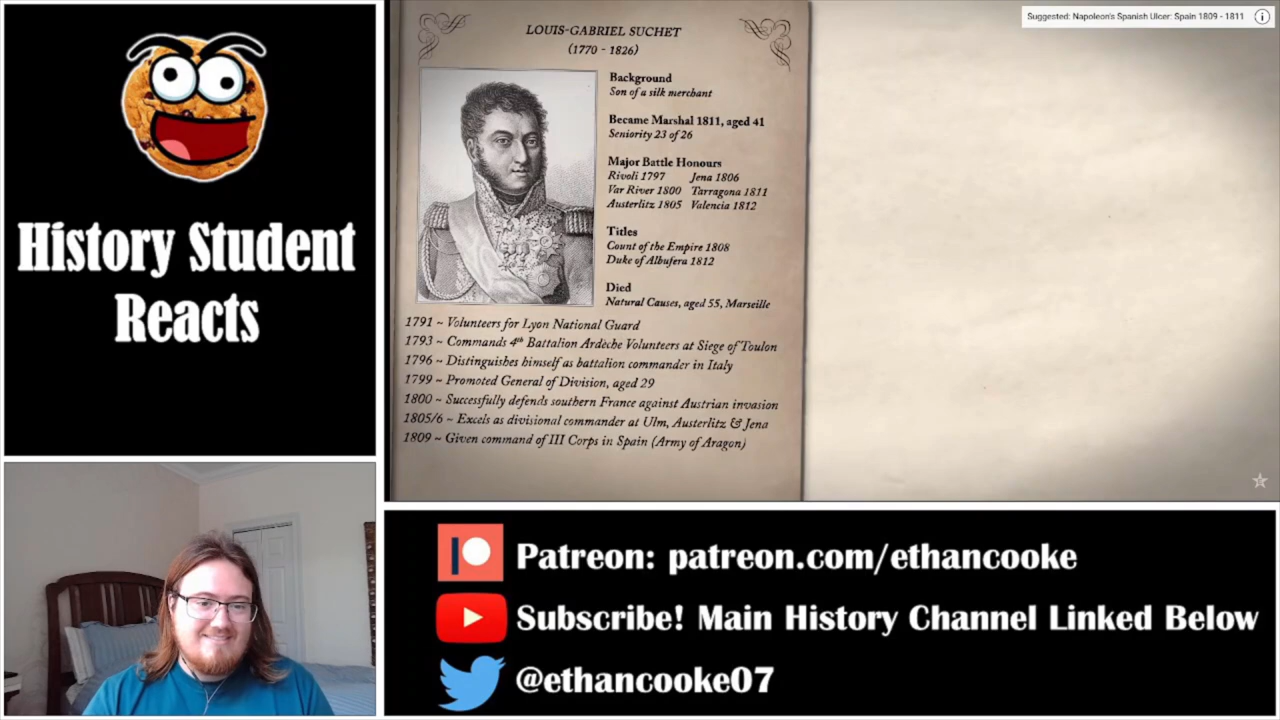 History Student
Reacts
Suggested: Napoleon's Spanish Ulcer: Spain 1809 - 1811
LOUIS-GABRIEL SUCHET
(1770 - 1826)
Background
Son of a silk merchant
Became Marshal 1811, aged 41
Seniority 23 of 26
Major Battle Honours
Rivoli 1797 Jena 1806
Var River 1800 Tarragona 1811
Austerlitz 1805 Valencia 1812
Titles
Count of the Empire 1808
Duke of Albufera 1812
Died
Natural Causes, aged 55, Marseille
1791 ~ Volunteers for Lyon National Guard
1793 ~ Commands 4th Battalion Ardèche Volunteers at Siege of Toulon
1796 ~ Distinguishes himself as battalion commander in Italy
1799 ~ Promoted General of Division, aged 29
1800 ~ Successfully defends southern France against Austrian invasion
1805/6 ~ Excels as divisional commander at Ulm, Austerlitz & Jena
1809 ~ Given command of III Corps in Spain (Army of Aragon)
Patreon: patreon.com/ethancooke
Subscribe! Main History Channel Linked Below
@ethancooke07